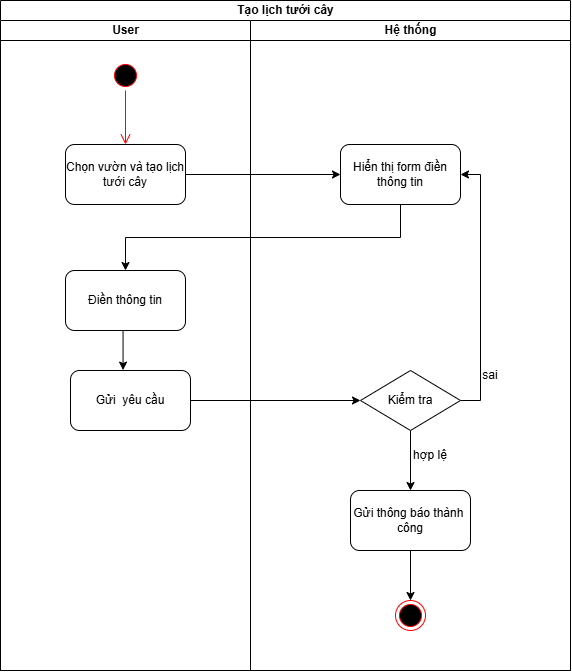 Tạo lịch tưới cây
User
Hệ thống
Chọn vườn và tạo lịch
tưới cây
Hiển thị form điền
thông tin
Điền thông tin
Gửi yêu cầu
Kiểm tra
sai
hợp lệ
Gửi thông báo thành
công